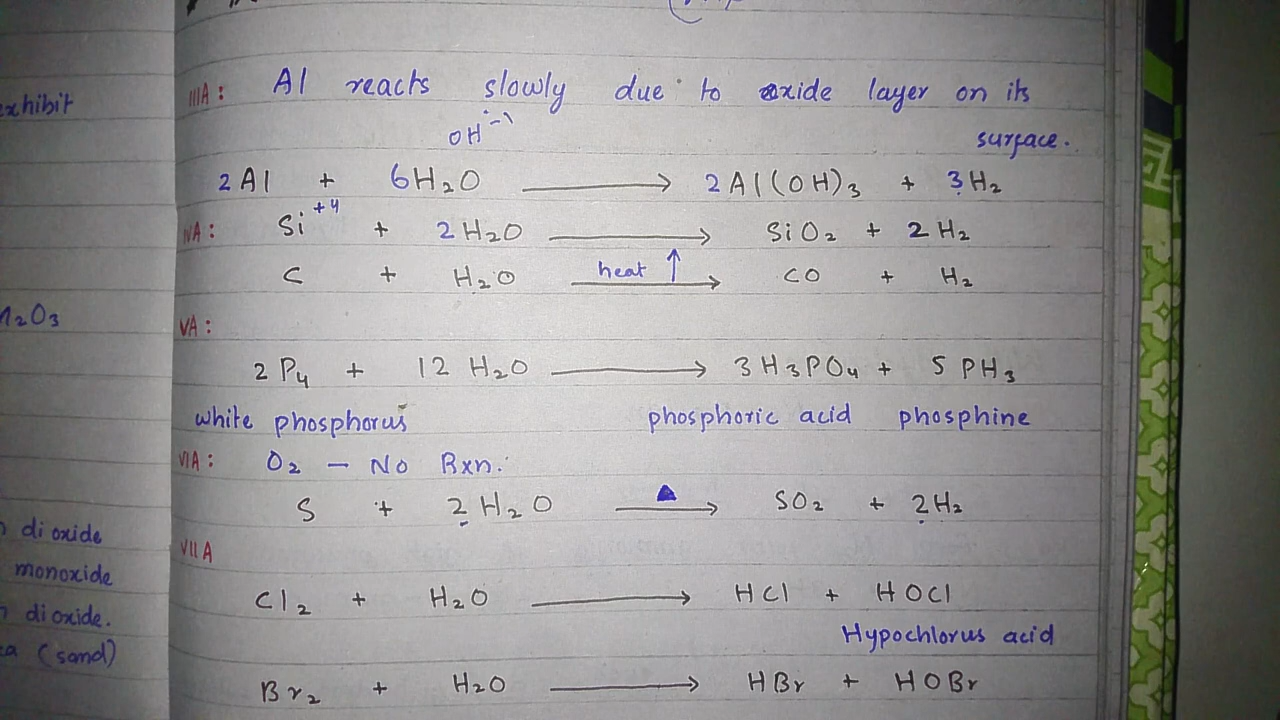 exhibit
IIIA : Al reacts slowly due to oxide layer on its
surface.
OH⁻¹
2Al + 6H₂O ⟶ 2Al(OH)₃ + 3H₂
IVA : Si⁺⁴ + 2H₂O ⟶ SiO₂ + 2H₂
C + H₂O heat ↑ ⟶ CO + H₂
VA :
2P₄ + 12H₂O ⟶ 3H₃PO₄ + 5PH₃
white phosphorus phosphoric acid phosphine
VIA : O₂ – No Rxn.
S + 2H₂O ▲ ⟶ SO₂ + 2H₂
VIIA
Cl₂ + H₂O ⟶ HCl + HOCl
Hypochlorus acid
Br₂ + H₂O ⟶ HBr + HOBr
₂O₃
dioxide
monoxide
dioxide.
(sand)